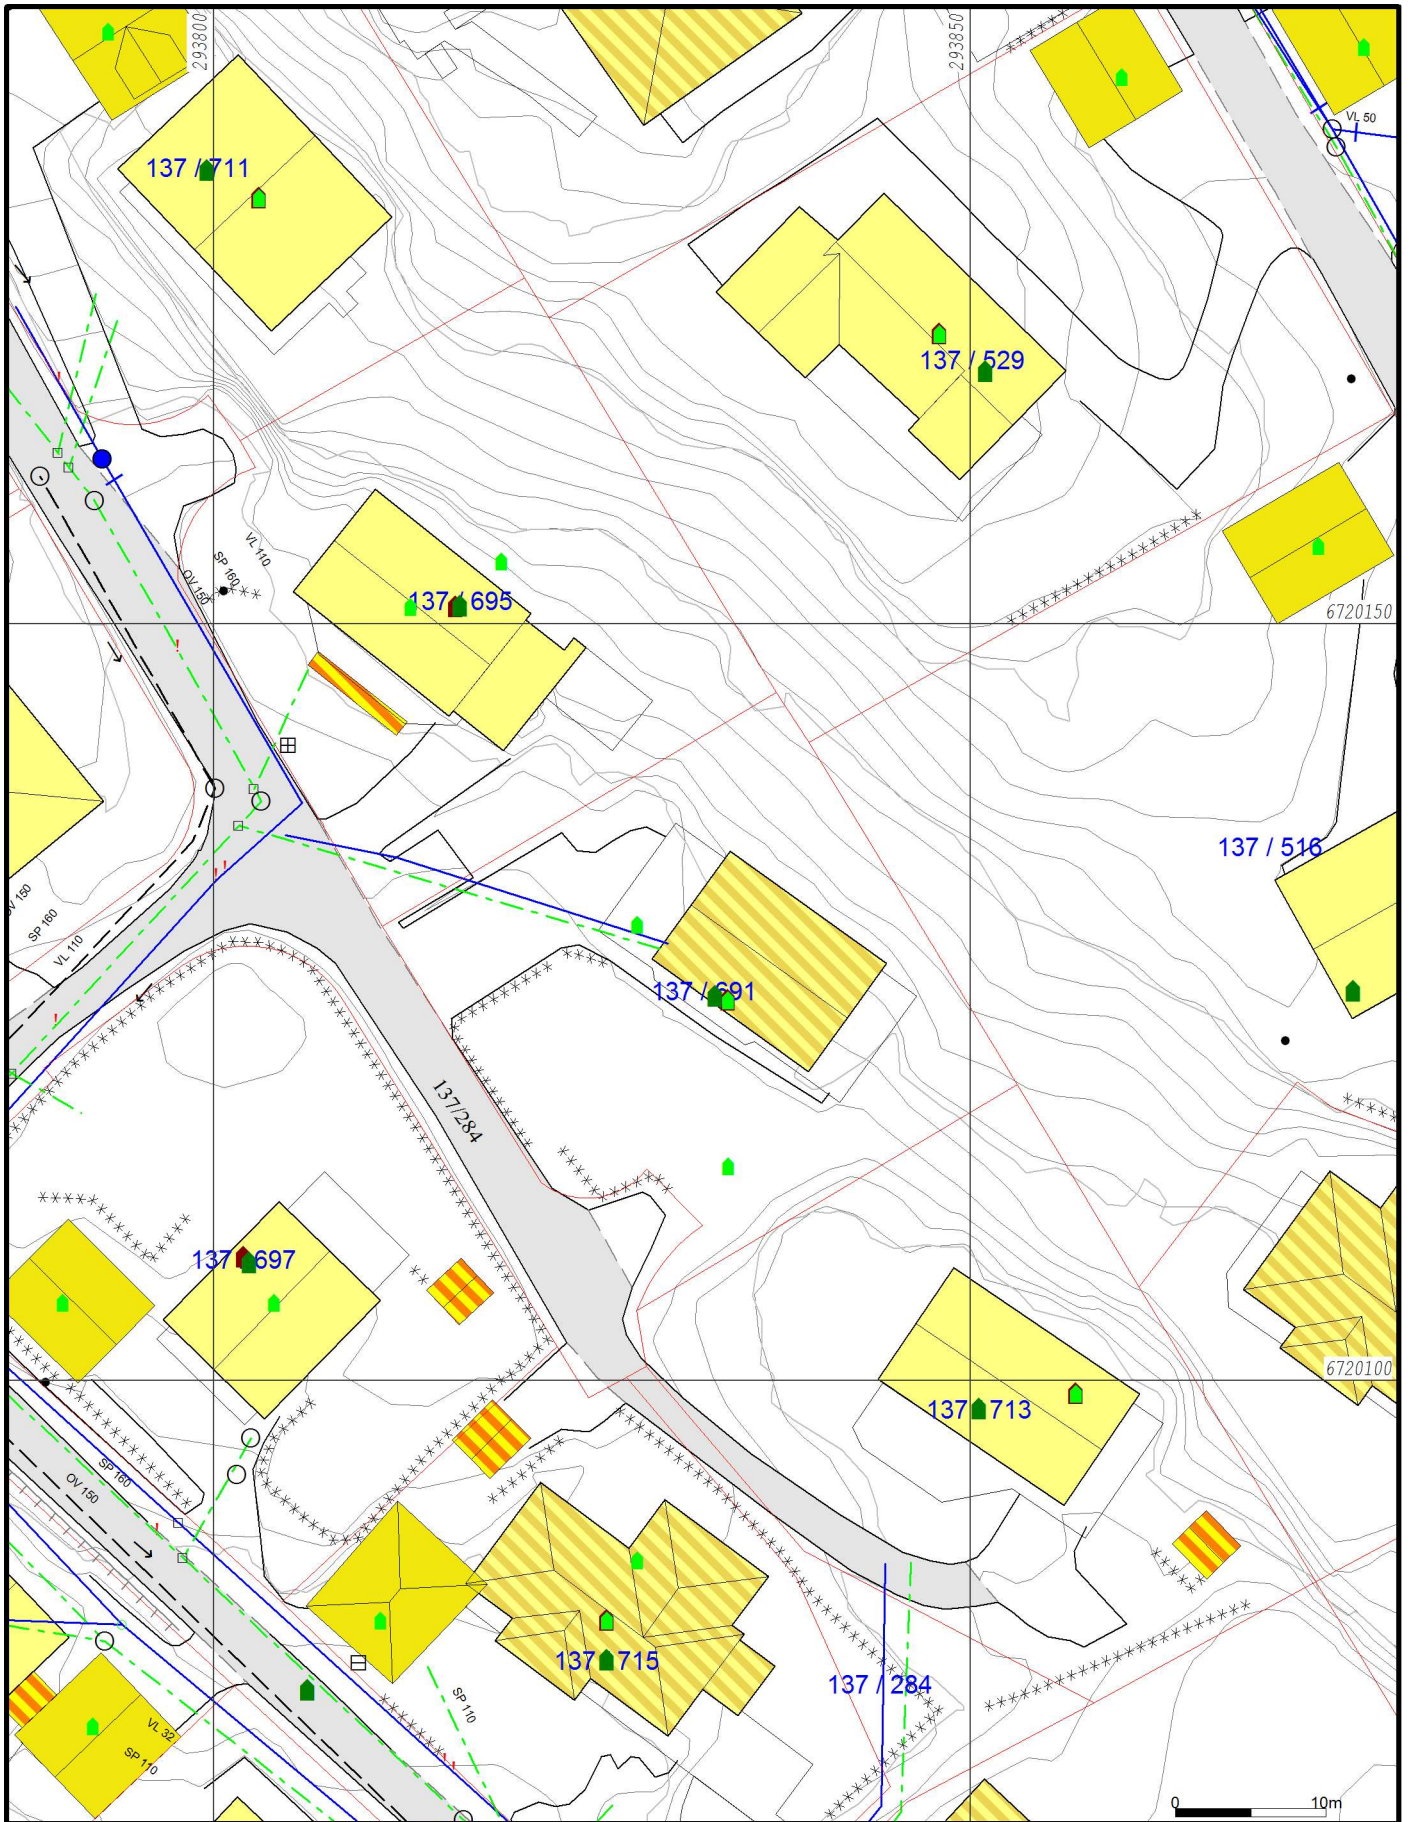 293800
293850
VL 50
137 / 711
137 / 529
VL 110
SP 160
OV 150
137 / 695
6720150
137 / 516
OV 150
SP 160
VL 110
137 / 691
137/284
137 / 697
6720100
137 / 713
SP 160
OV 150
137 / 715
137 / 284
SP 110
VL 32
SP 110
0 10m